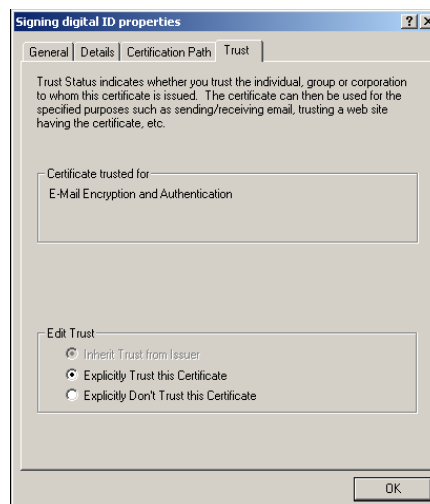 Signing digital ID properties
General Details Certification Path Trust
Trust Status indicates whether you trust the individual, group or corporation
to whom this certificate is issued. The certificate can then be used for the
specified purposes such as sending/receiving email, trusting a web site
having the certificate, etc.
Certificate trusted for
E-Mail Encryption and Authentication
Edit Trust
Inherit Trust from Issuer
Explicitly Trust this Certificate
Explicitly Don't Trust this Certificate
OK